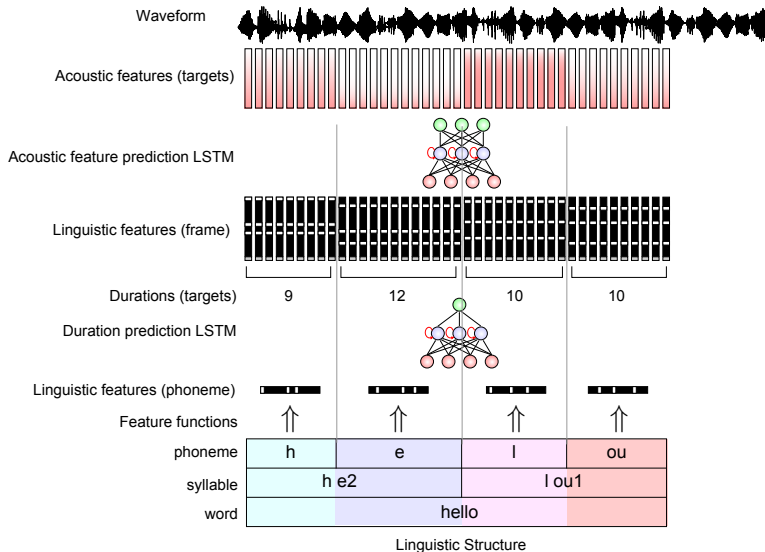 Waveform
Acoustic features (targets)
Acoustic feature prediction LSTM
Linguistic features (frame)
Durations (targets) 9 12 10 10
Duration prediction LSTM
Linguistic features (phoneme)
Feature functions
phoneme h e l ou
syllable h e2 l ou1
word hello
Linguistic Structure